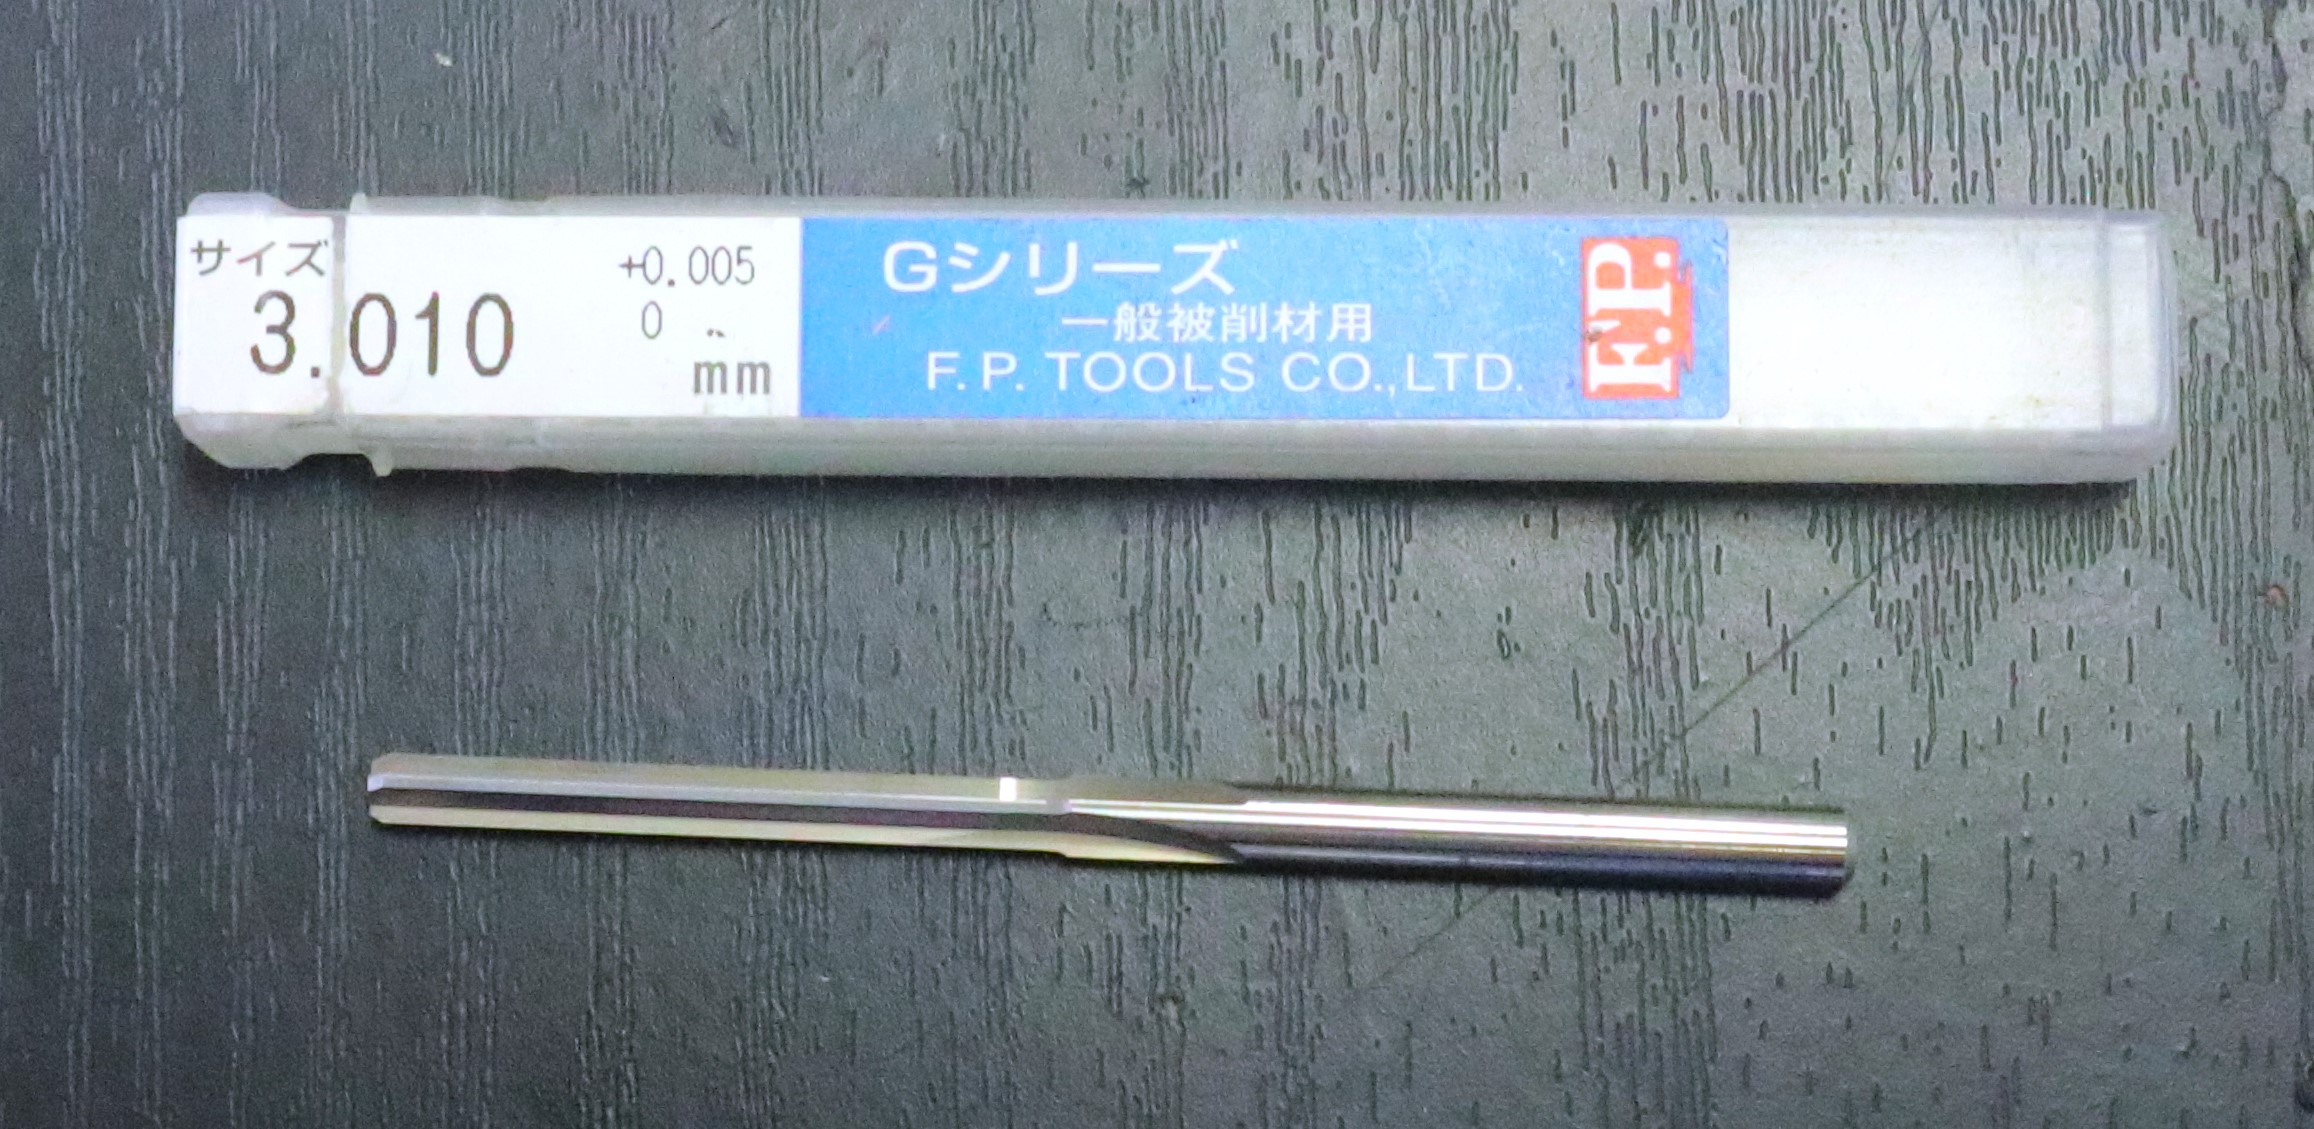 サイズ
3.010
+0.005
0
mm
Gシリーズ
一般被削材用
F.P. TOOLS CO.,LTD.
F.P.